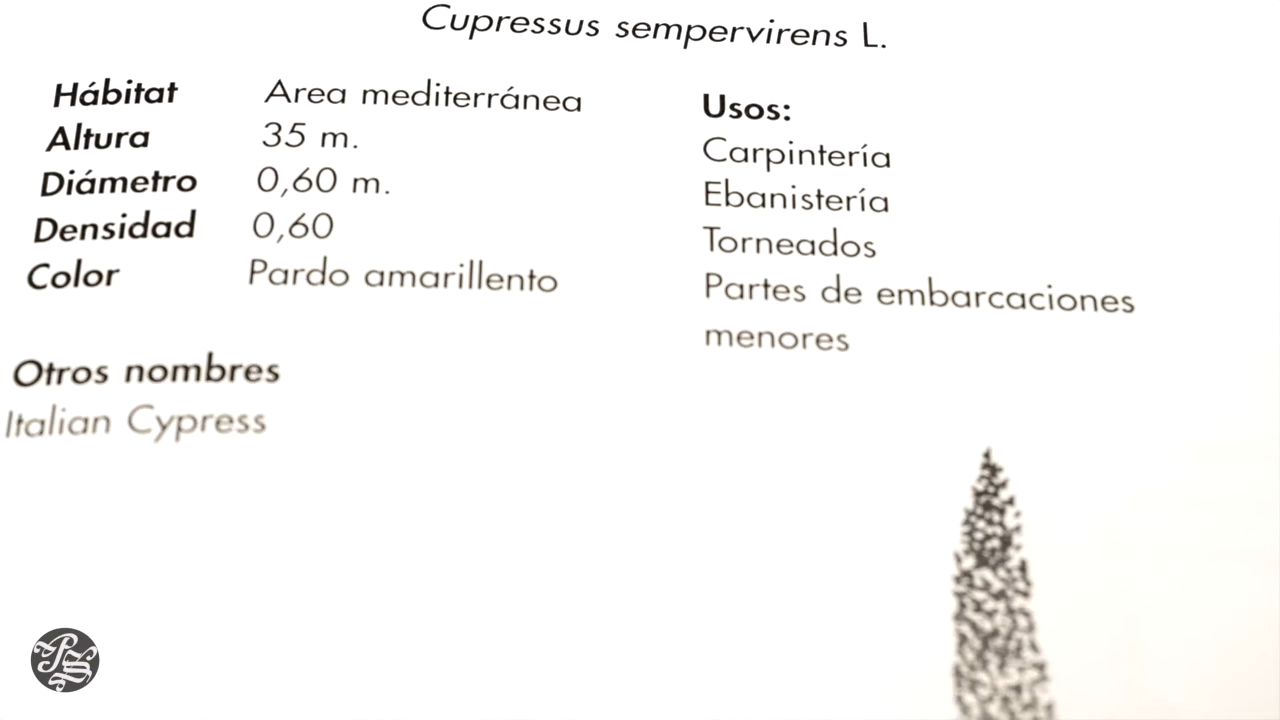 Cupressus sempervirens L.
Hábitat Area mediterránea
Altura 35 m.
Diámetro 0,60 m.
Densidad 0,60
Color Pardo amarillento
Otros nombres
Italian Cypress
Usos:
Carpintería
Ebanistería
Torneados
Partes de embarcaciones
menores